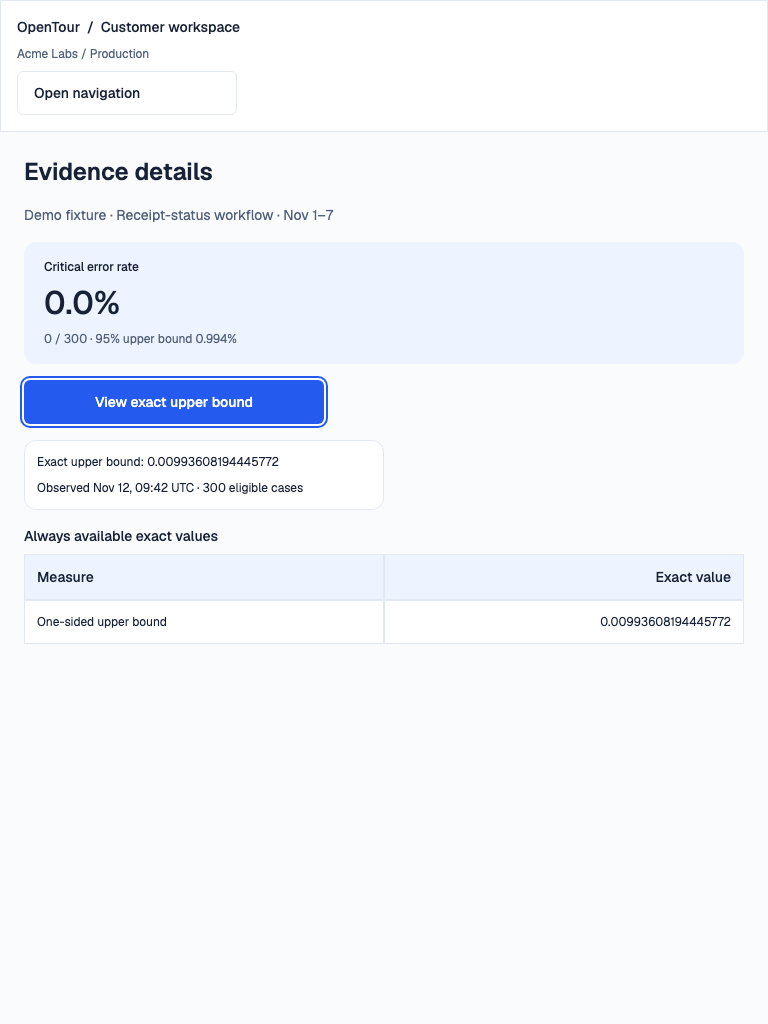 OpenTour / Customer workspace
Acme Labs / Production
Open navigation
Evidence details
Demo fixture · Receipt-status workflow · Nov 1–7
Critical error rate
0.0%
0 / 300 · 95% upper bound 0.994%
View exact upper bound
Exact upper bound: 0.00993608194445772
Observed Nov 12, 09:42 UTC · 300 eligible cases
Always available exact values
Measure Exact value
One-sided upper bound 0.00993608194445772